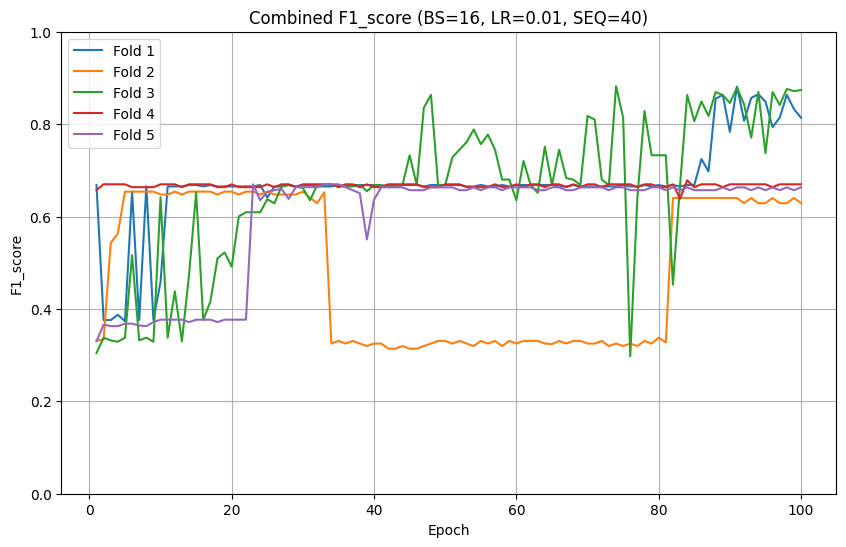 Combined F1_score (BS=16, LR=0.01, SEQ=40)
Fold 1
Fold 2
Fold 3
Fold 4
Fold 5
F1_score
1.0
0.8
0.6
0.4
0.2
0.0
0 20 40 60 80 100
Epoch